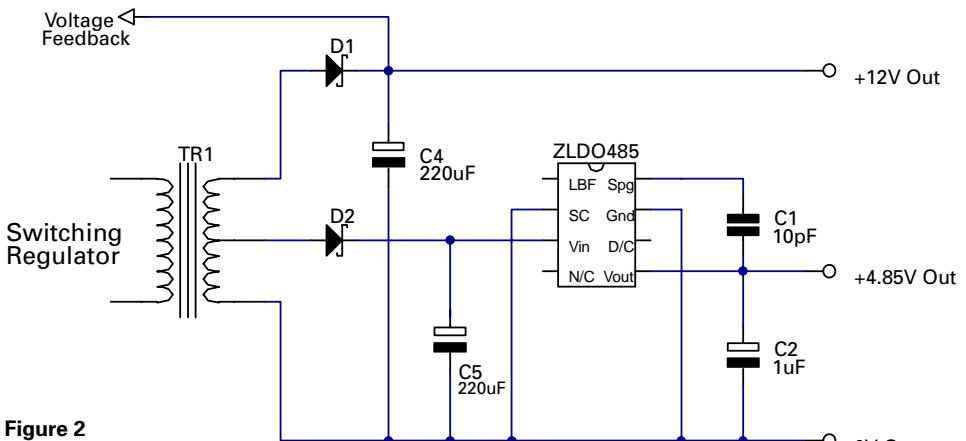 Voltage
Feedback
D1
+12V Out
TR1
C4
220uF
ZLDO485
LBF Spg
SC Gnd
Vin D/C
N/C Vout
C1
10pF
Switching
Regulator
D2
+4.85V Out
C2
1uF
C5
220uF
Figure 2